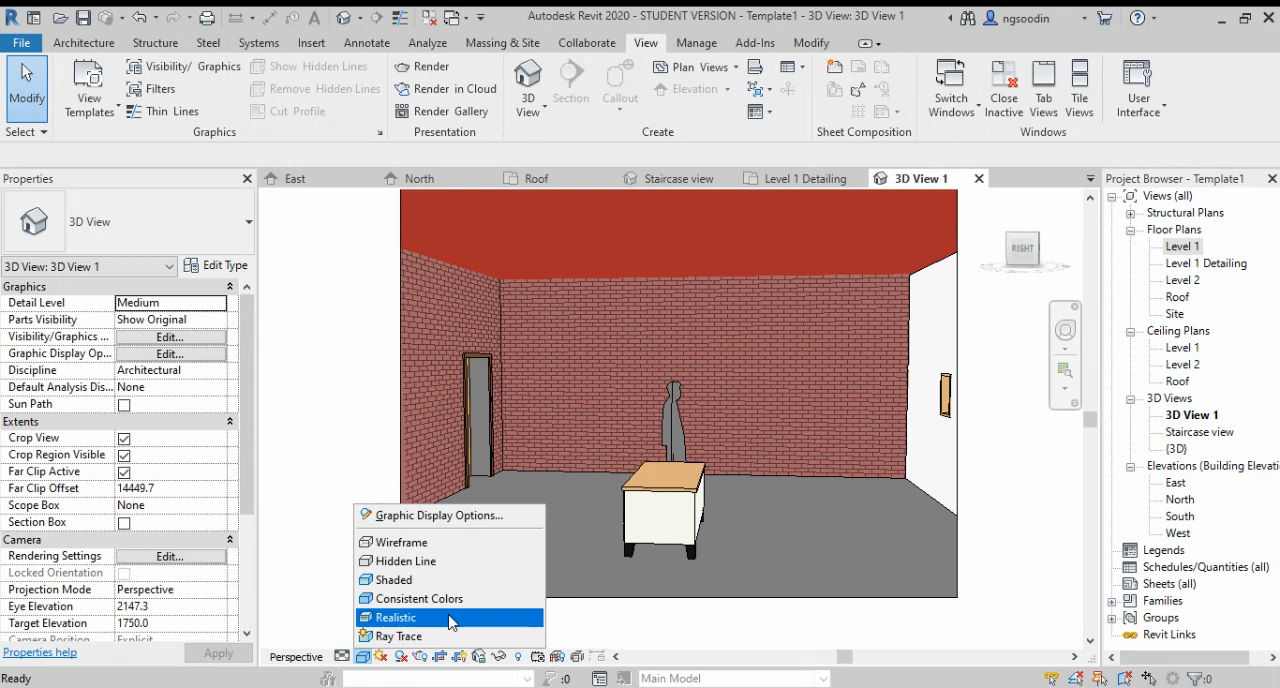 Autodesk Revit 2020 - STUDENT VERSION - Template1 - 3D View: 3D View 1
ngsoodin
File Architecture Structure Steel Systems Insert Annotate Analyze Massing & Site Collaborate View Manage Add-Ins Modify
Modify
View Templates
Visibility/ Graphics
Filters
Thin Lines
Show Hidden Lines
Remove Hidden Lines
Cut Profile
Render
Render in Cloud
Render Gallery
3D View
Section
Callout
Plan Views
Elevation
Switch Windows
Close Inactive
Tab Views
Tile Views
User Interface
Select Graphics Presentation Create Sheet Composition Windows
Properties
East North Roof Staircase view Level 1 Detailing 3D View 1
Project Browser - Template1
3D View
3D View: 3D View 1 Edit Type
Graphics
Detail Level Medium
Parts Visibility Show Original
Visibility/Graphics ... Edit...
Graphic Display Op... Edit...
Discipline Architectural
Default Analysis Dis... None
Sun Path
Extents
Crop View
Crop Region Visible
Far Clip Active
Far Clip Offset 14449.7
Scope Box None
Section Box
Camera
Rendering Settings Edit...
Locked Orientation
Projection Mode Perspective
Eye Elevation 2147.3
Target Elevation 1750.0
Camera Position Explicit
Properties help Apply
RIGHT
Graphic Display Options...
Wireframe
Hidden Line
Shaded
Consistent Colors
Realistic
Ray Trace
Perspective
Views (all)
Structural Plans
Floor Plans
Level 1
Level 1 Detailing
Level 2
Roof
Site
Ceiling Plans
Level 1
Level 2
Roof
3D Views
3D View 1
Staircase view
{3D}
Elevations (Building Elevati
East
North
South
West
Legends
Schedules/Quantities (all)
Sheets (all)
Families
Groups
Revit Links
Ready
:0
Main Model
:0